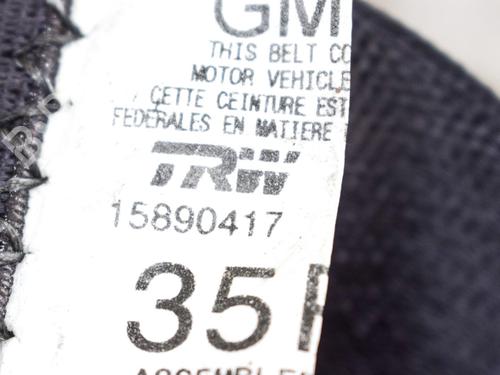 GM
THIS BELT CO
MOTOR VEHICLE
CETTE CEINTURE EST
FEDERALES EN MATIERE
TRW
15890417
35